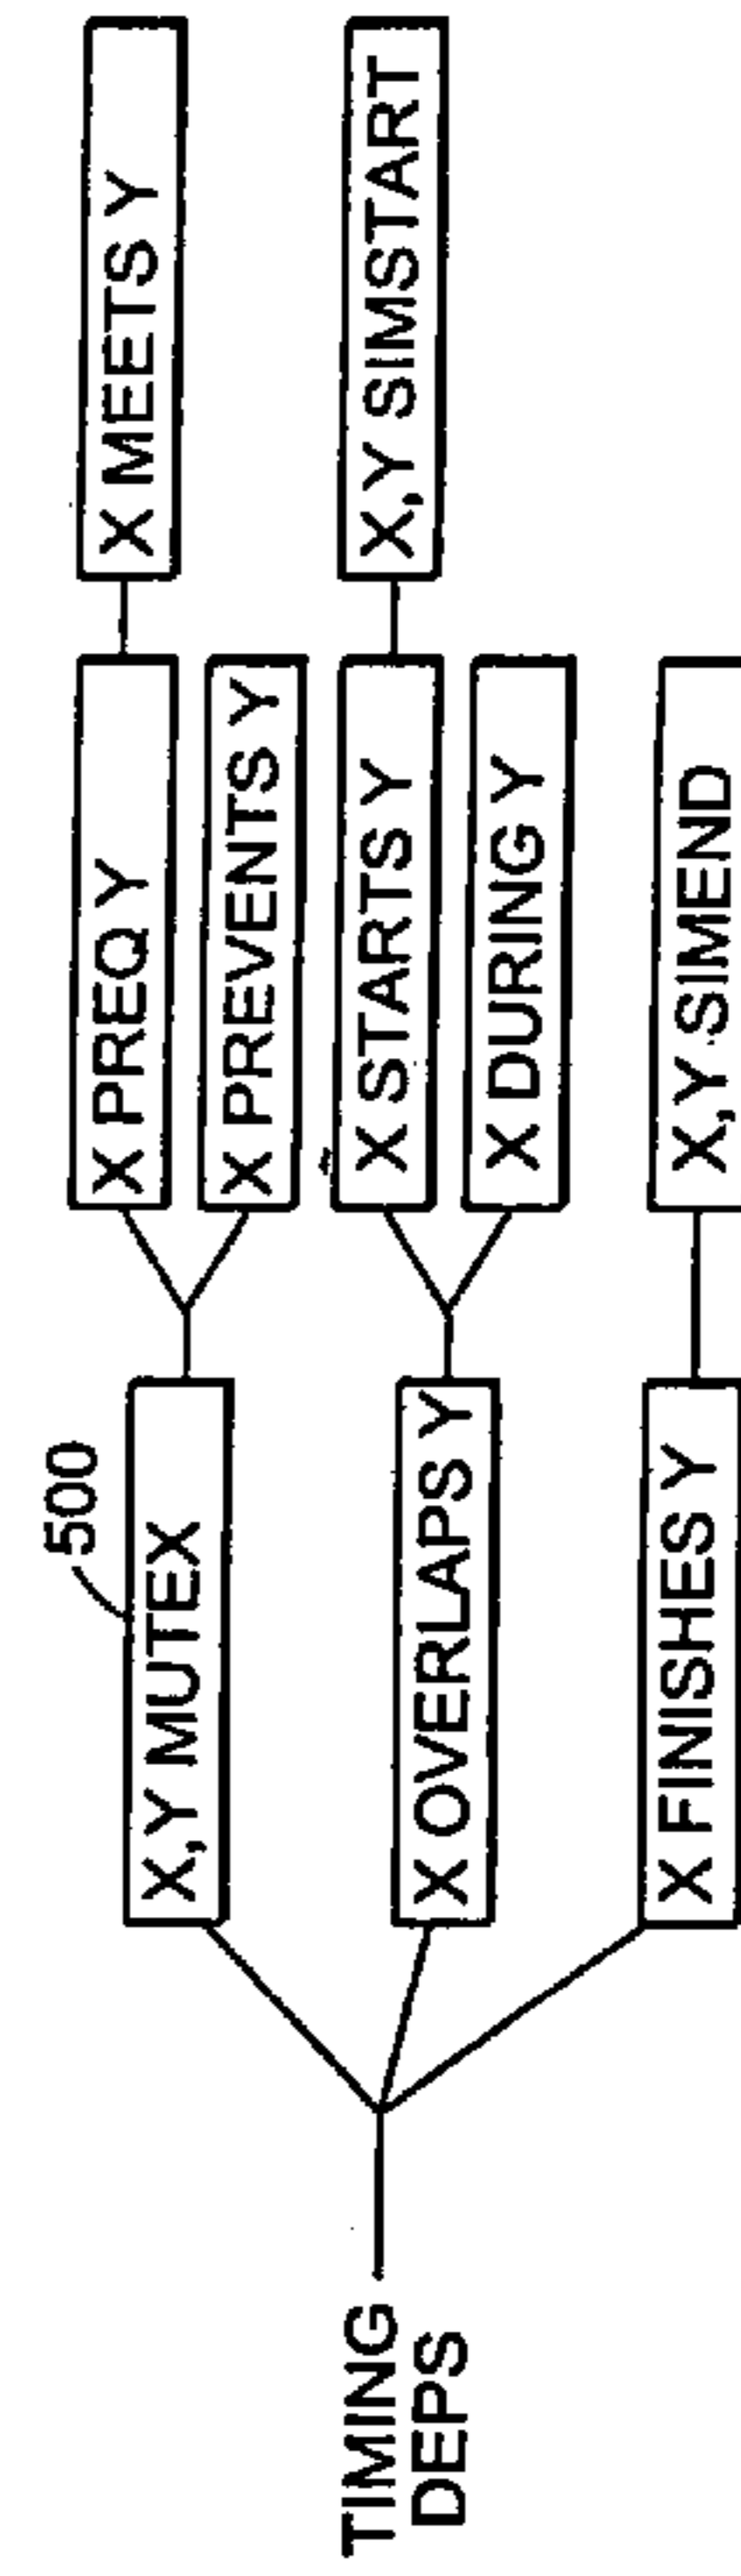 TIMING
DEPS
500
X,Y MUTEX
X OVERLAPS Y
X FINISHES Y
X PREQ Y
X PREVENTS Y
X STARTS Y
X DURING Y
X,Y SIMEND
X MEETS Y
X,Y SIMSTART